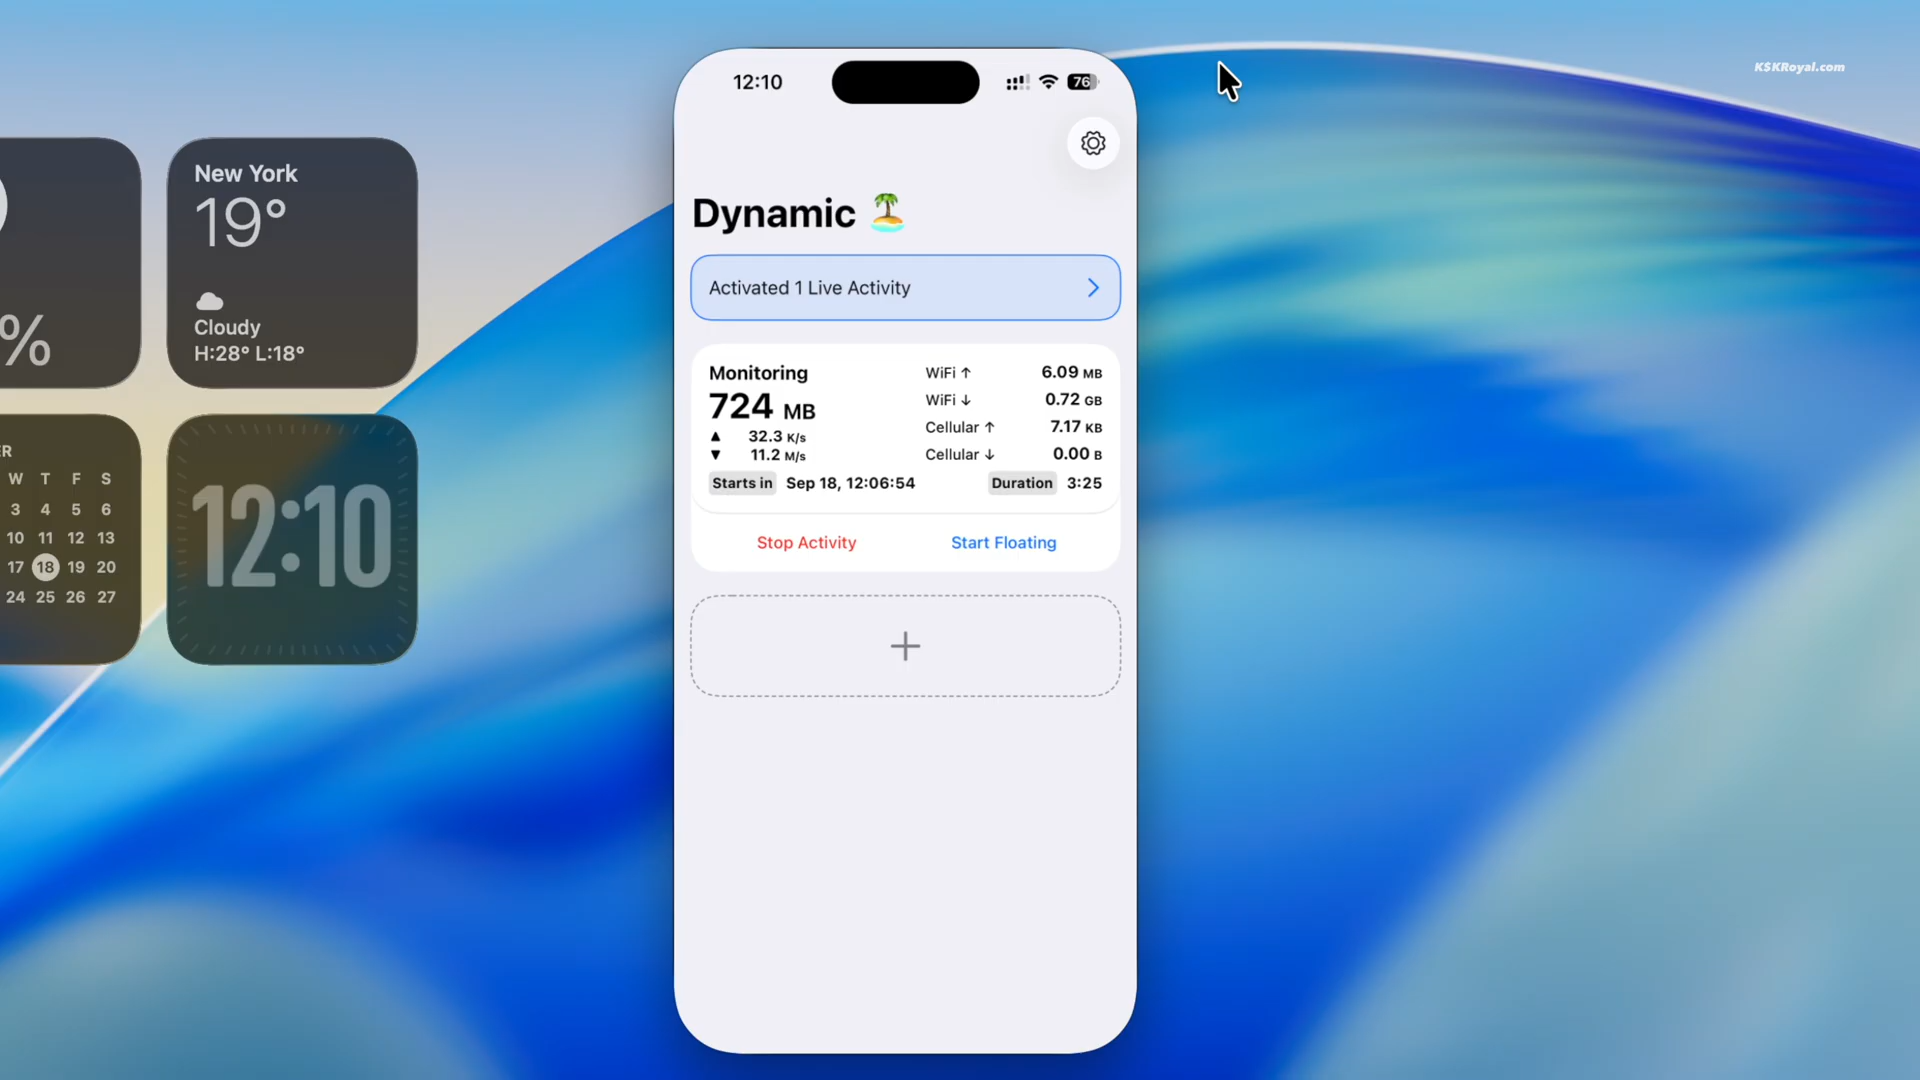 KSKRoyal.com
12:10
76
New York
19°
Cloudy
H:28° L:18°
%
ER
W T F S
3 4 5 6
10 11 12 13
17 18 19 20
24 25 26 27
12:10
Dynamic 🏝️
Activated 1 Live Activity
Monitoring
724 MB
▲ 32.3 K/s
▼ 11.2 M/s
WiFi ↑ 6.09 MB
WiFi ↓ 0.72 GB
Cellular ↑ 7.17 KB
Cellular ↓ 0.00 B
Starts in Sep 18, 12:06:54 Duration 3:25
Stop Activity Start Floating